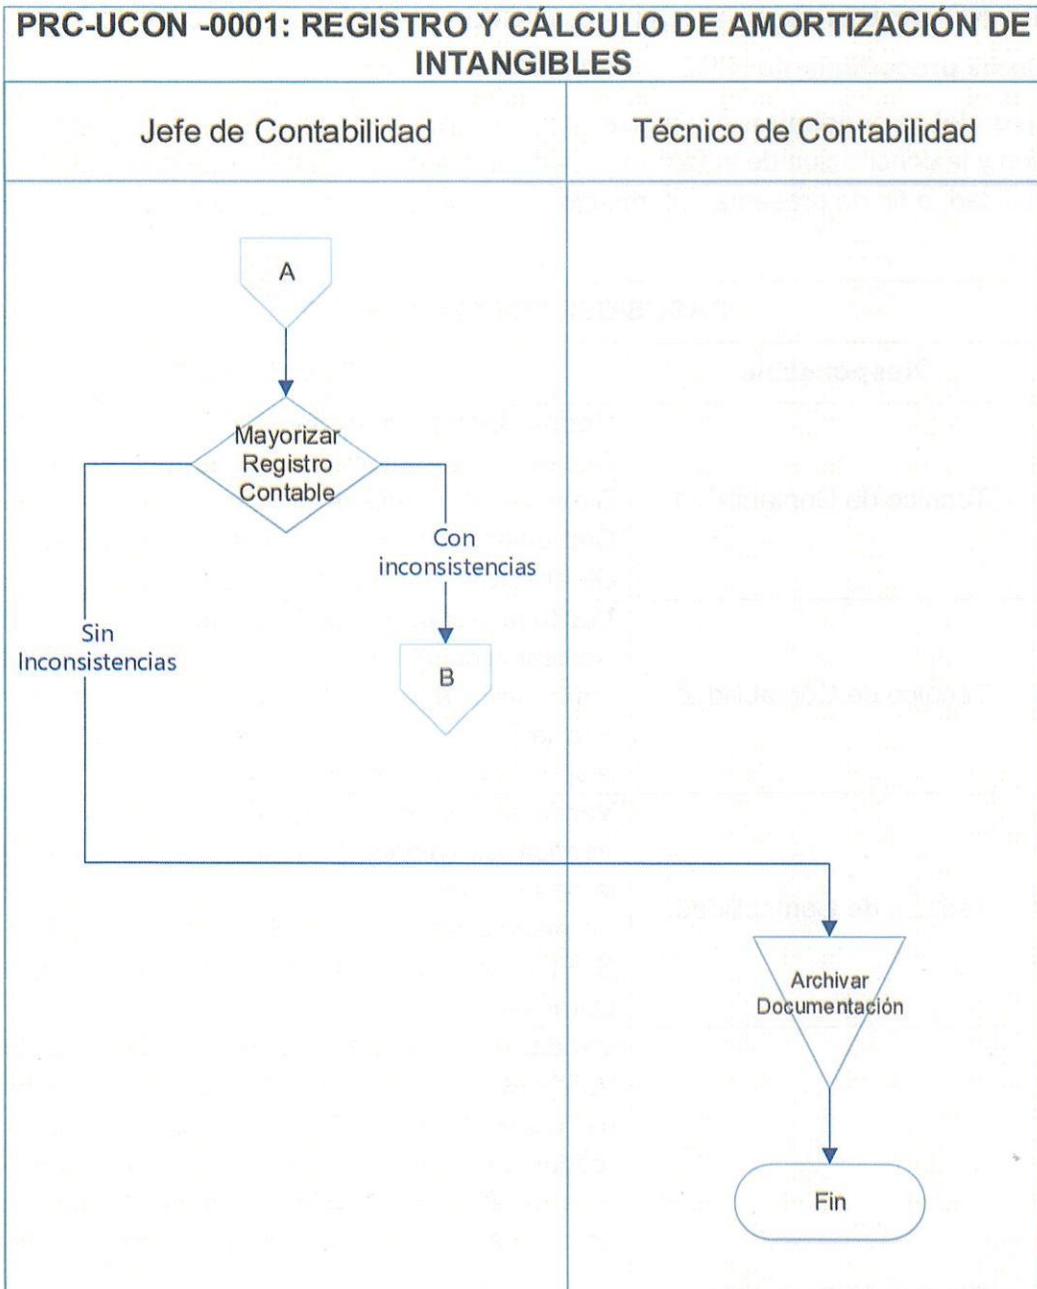 PRC-UCON -0001: REGISTRO Y CÁLCULO DE AMORTIZACIÓN DE
INTANGIBLES
Jefe de Contabilidad
Técnico de Contabilidad
A
Mayorizar
Registro
Contable
Con
inconsistencias
Sin
Inconsistencias
B
Archivar
Documentación
Fin